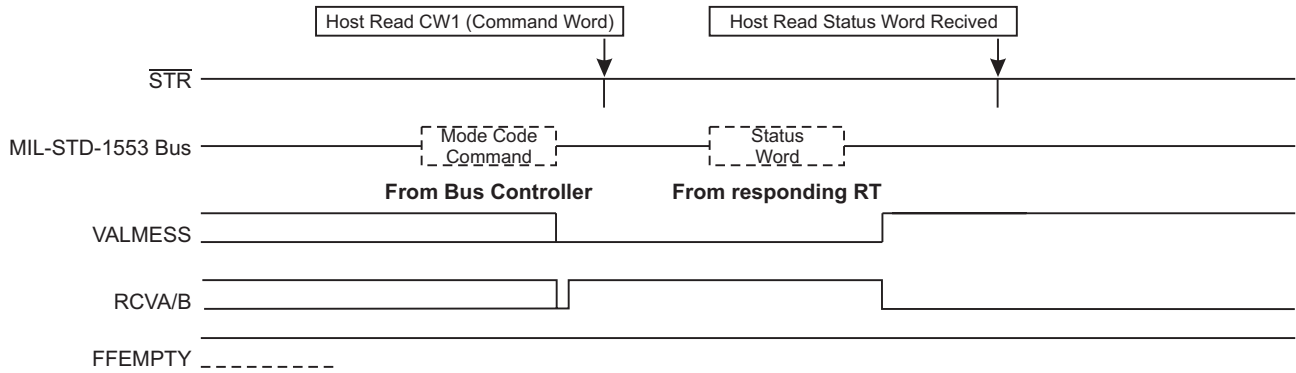 Host Read CW1 (Command Word)
Host Read Status Word Recived
STR
MIL-STD-1553 Bus
Mode Code
Command
Status
Word
From Bus Controller
From responding RT
VALMESS
RCVA/B
FFEMPTY